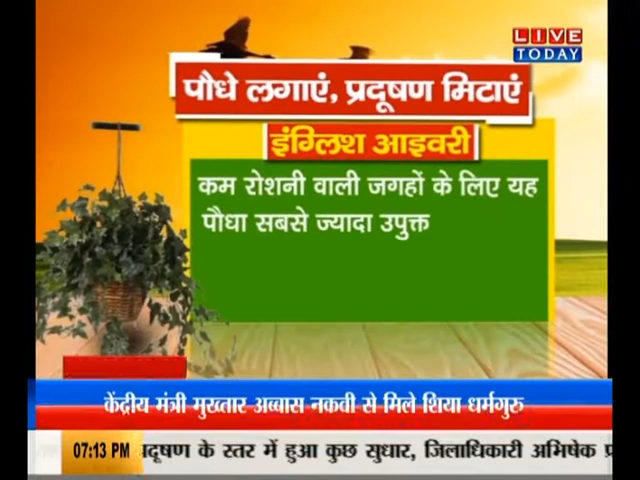 LIVE
TODAY
पौधे लगाएं, प्रदूषण मिटाएं
इंग्लिश आइवरी
कम रोशनी वाली जगहों के लिए यह
पौधा सबसे ज्यादा उपुक्त
केंद्रीय मंत्री मुख्तार अब्बास नकवी से मिले शिया धर्मगुरु
07:13 PM
के स्तर में हुआ कुछ सुधार, जिलाधिकारी अभिषेक